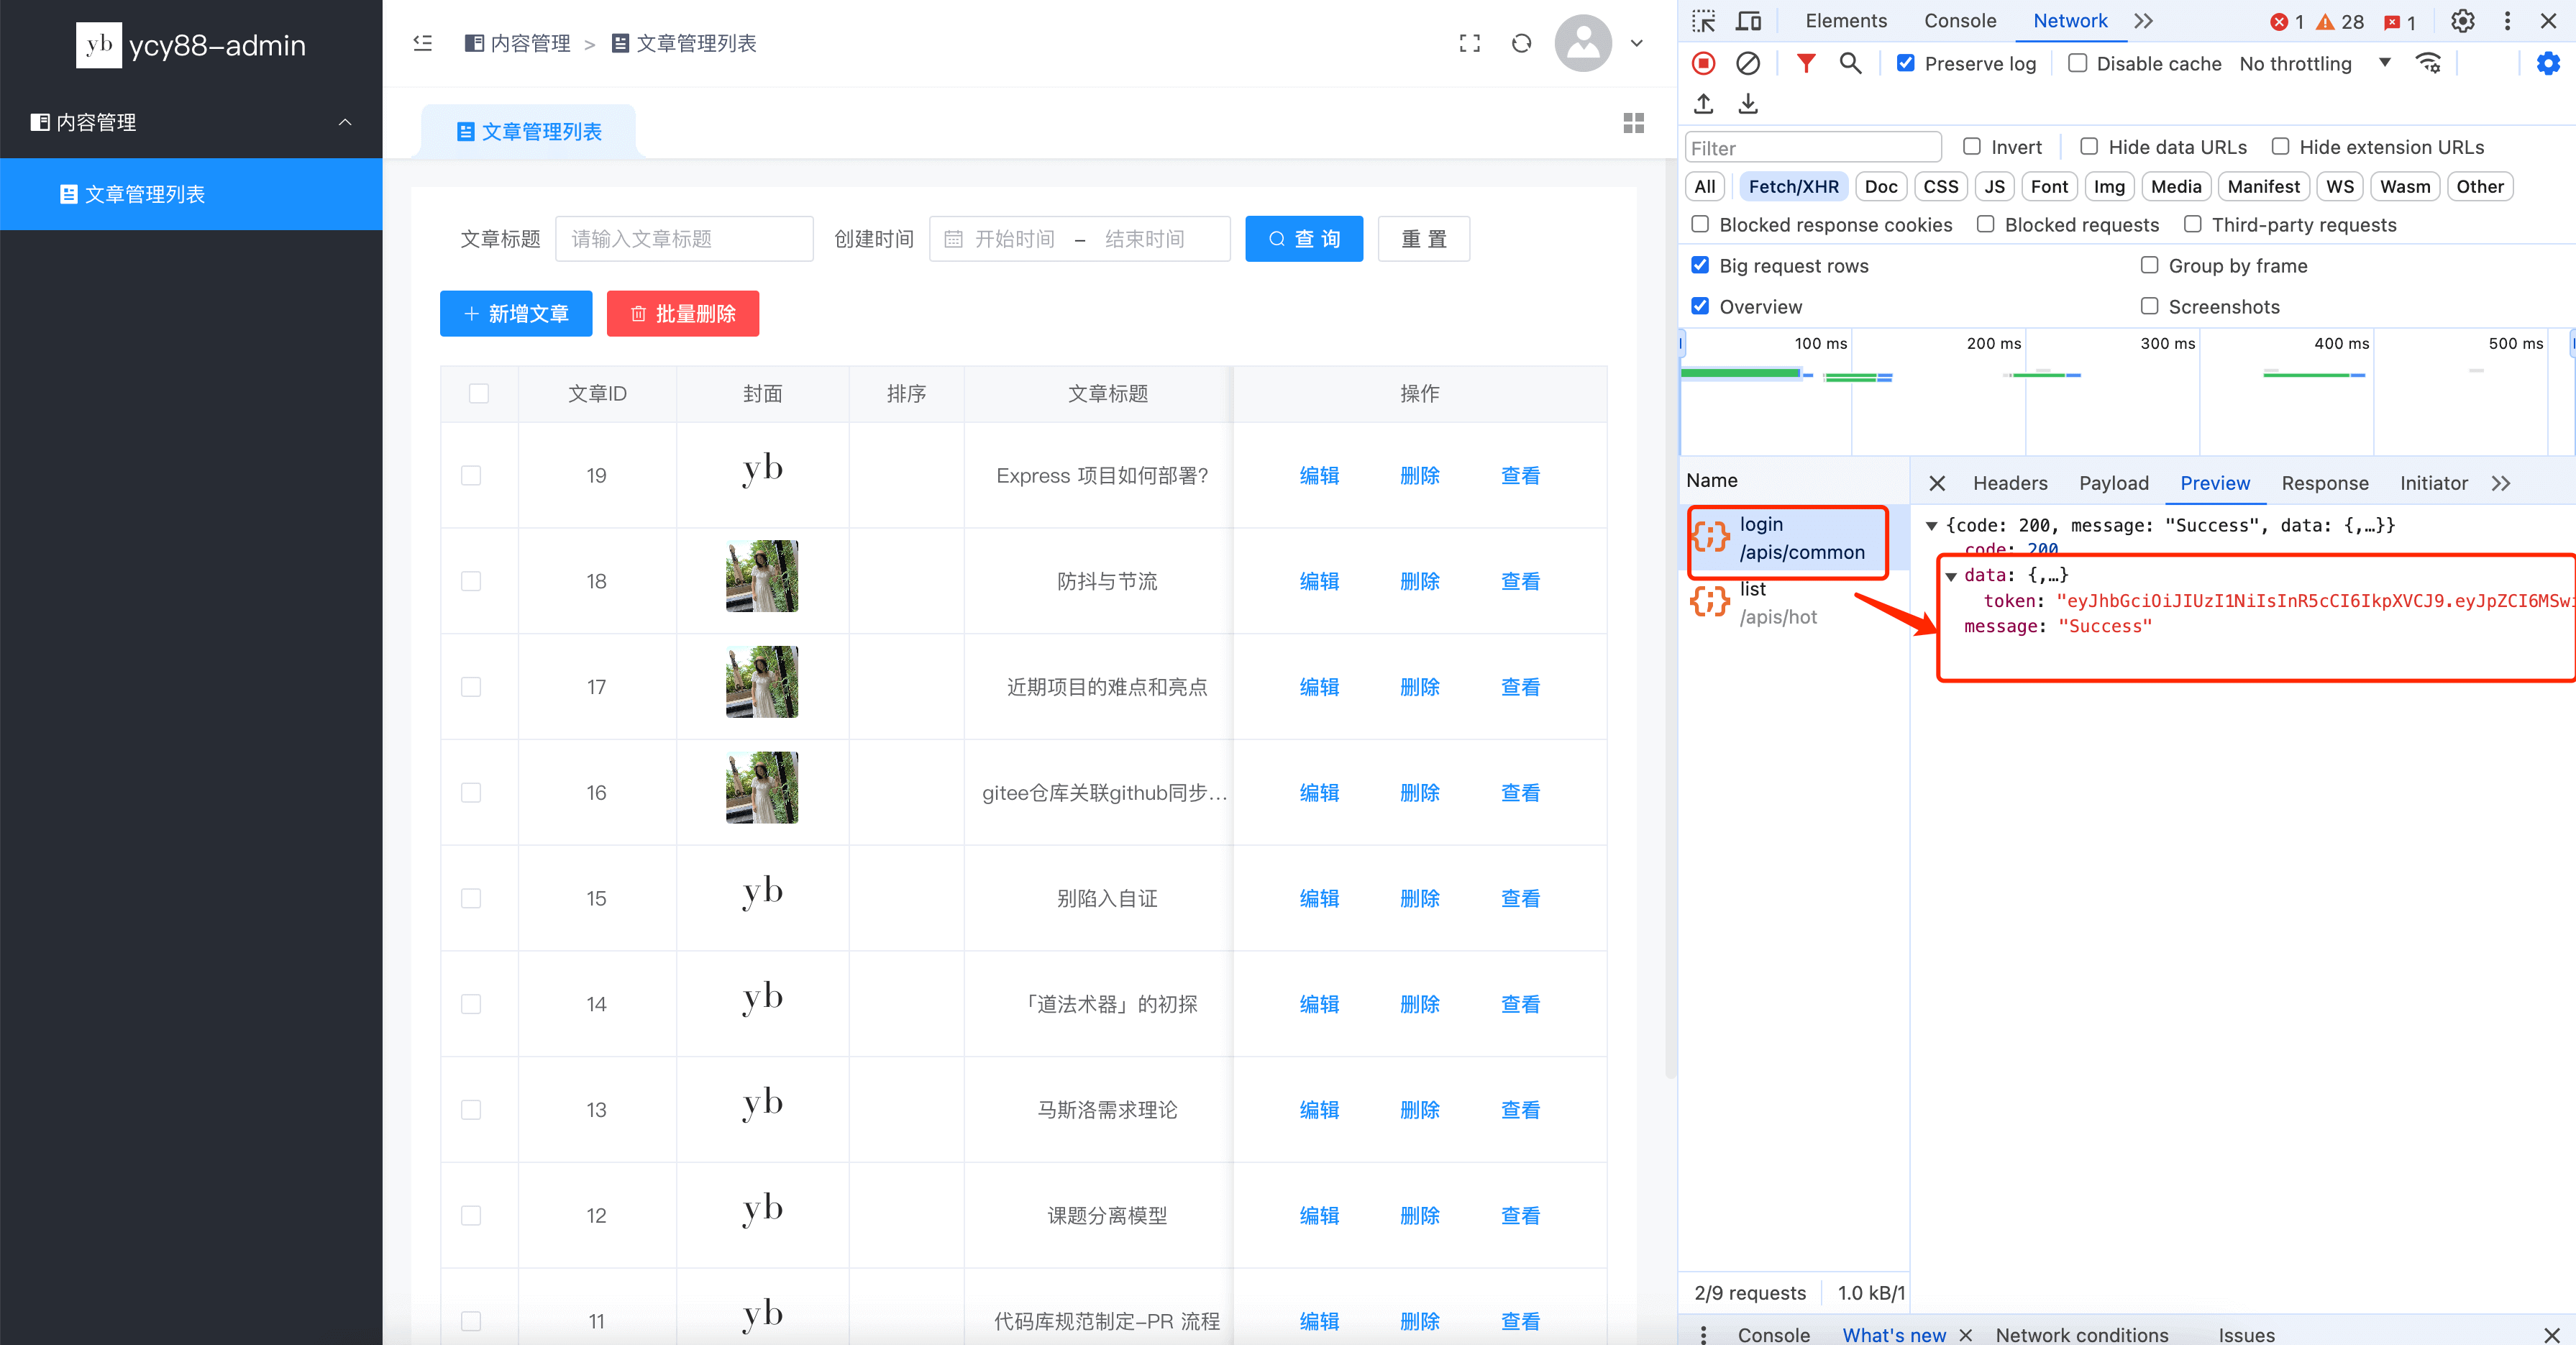 yb ycy88-admin
内容管理
文章管理列表
内容管理 > 文章管理列表
文章管理列表
文章标题 请输入文章标题 创建时间 开始时间 – 结束时间 查 询 重 置
新增文章 批量删除
文章ID 封面 排序 文章标题 操作
19 yb Express 项目如何部署? 编辑 删除 查看
18 防抖与节流 编辑 删除 查看
17 近期项目的难点和亮点 编辑 删除 查看
16 gitee仓库关联github同步... 编辑 删除 查看
15 yb 别陷入自证 编辑 删除 查看
14 yb 「道法术器」的初探 编辑 删除 查看
13 yb 马斯洛需求理论 编辑 删除 查看
12 yb 课题分离模型 编辑 删除 查看
11 yb 代码库规范制定-PR 流程 编辑 删除 查看
Elements Console Network 1 28 1
Preserve log Disable cache No throttling
Filter Invert Hide data URLs Hide extension URLs
All Fetch/XHR Doc CSS JS Font Img Media Manifest WS Wasm Other
Blocked response cookies Blocked requests Third-party requests
Big request rows Group by frame
Overview Screenshots
100 ms 200 ms 300 ms 400 ms 500 ms
Name
login
/apis/common
list
/apis/hot
Headers Payload Preview Response Initiator
{code: 200, message: "Success", data: {,…}}
code: 200
data: {,…}
token: "eyJhbGciOiJIUzI1NiIsInR5cCI6IkpXVCJ9.eyJpZCI6MSwi
message: "Success"
2/9 requests 1.0 kB/1
Console What's new Network conditions Issues